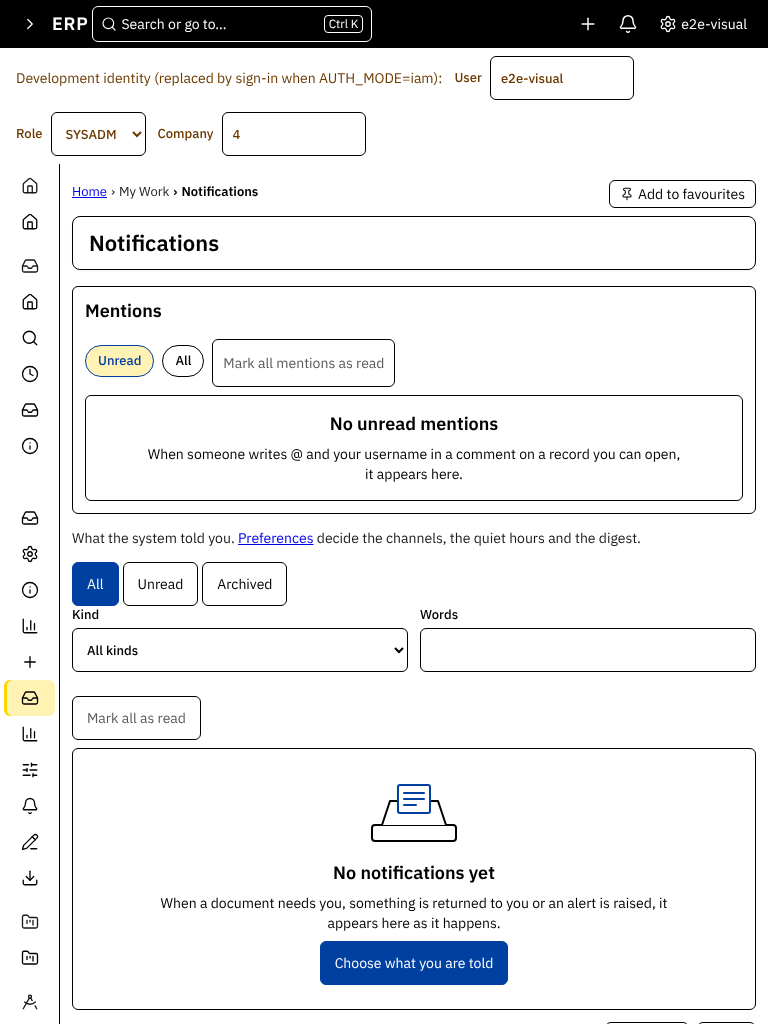 ERP
Search or go to...
Ctrl K
e2e-visual
Development identity (replaced by sign-in when AUTH_MODE=iam):
User
e2e-visual
Role
SYSADM
Company
4
Home › My Work › Notifications
Add to favourites
Notifications
Mentions
Unread
All
Mark all mentions as read
No unread mentions
When someone writes @ and your username in a comment on a record you can open,
it appears here.
What the system told you. Preferences decide the channels, the quiet hours and the digest.
All
Unread
Archived
Kind
Words
All kinds
Mark all as read
No notifications yet
When a document needs you, something is returned to you or an alert is raised, it
appears here as it happens.
Choose what you are told